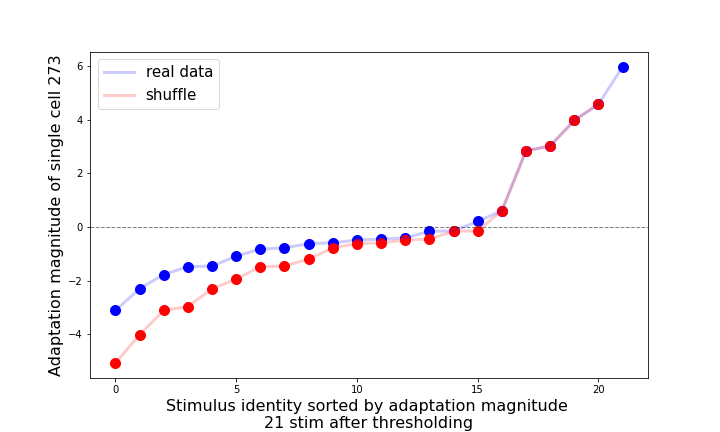 real data
shuffle
Adaptation magnitude of single cell 273
6
4
2
0
−2
−4
0
5
10
15
20
Stimulus identity sorted by adaptation magnitude
21 stim after thresholding